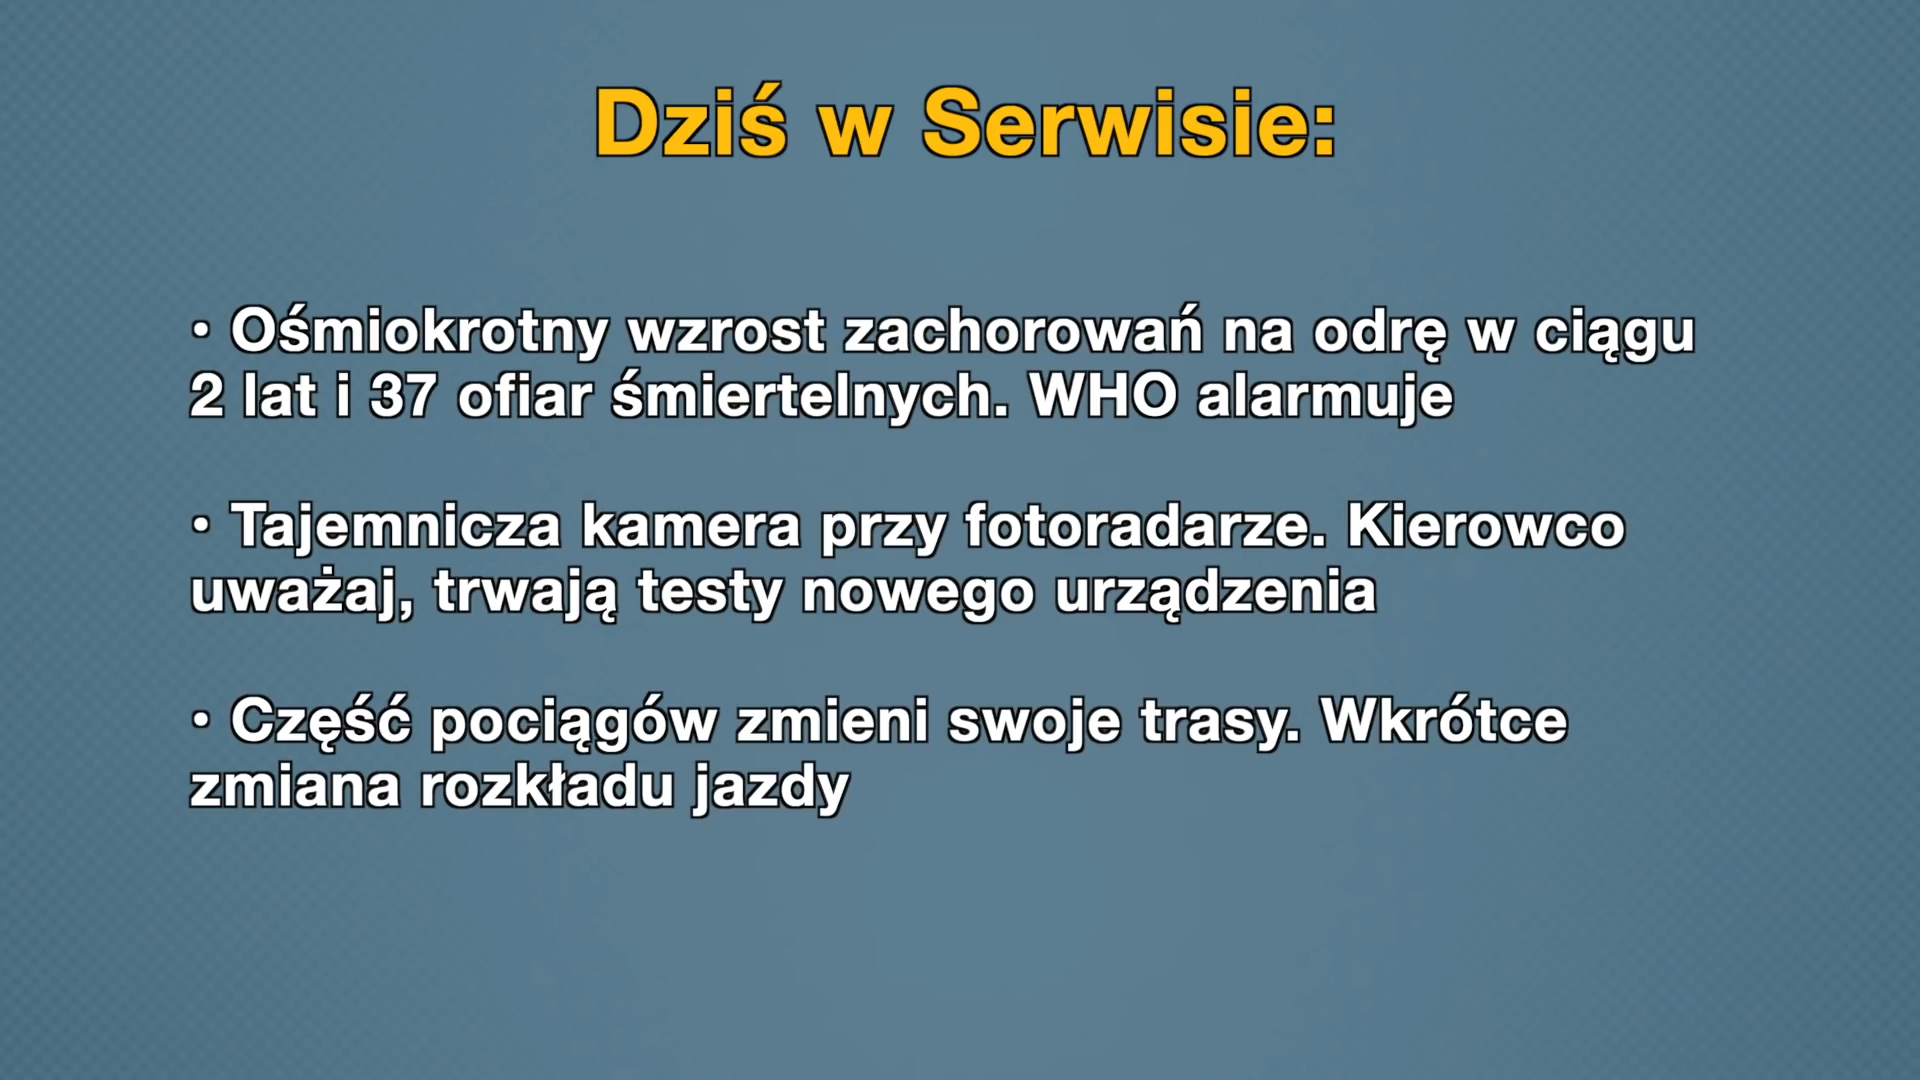 Dziś w Serwisie:
• Ośmiokrotny wzrost zachorowań na odrę w ciągu
2 lat i 37 ofiar śmiertelnych. WHO alarmuje
• Tajemnicza kamera przy fotoradarze. Kierowco
uważaj, trwają testy nowego urządzenia
• Część pociągów zmieni swoje trasy. Wkrótce
zmiana rozkładu jazdy